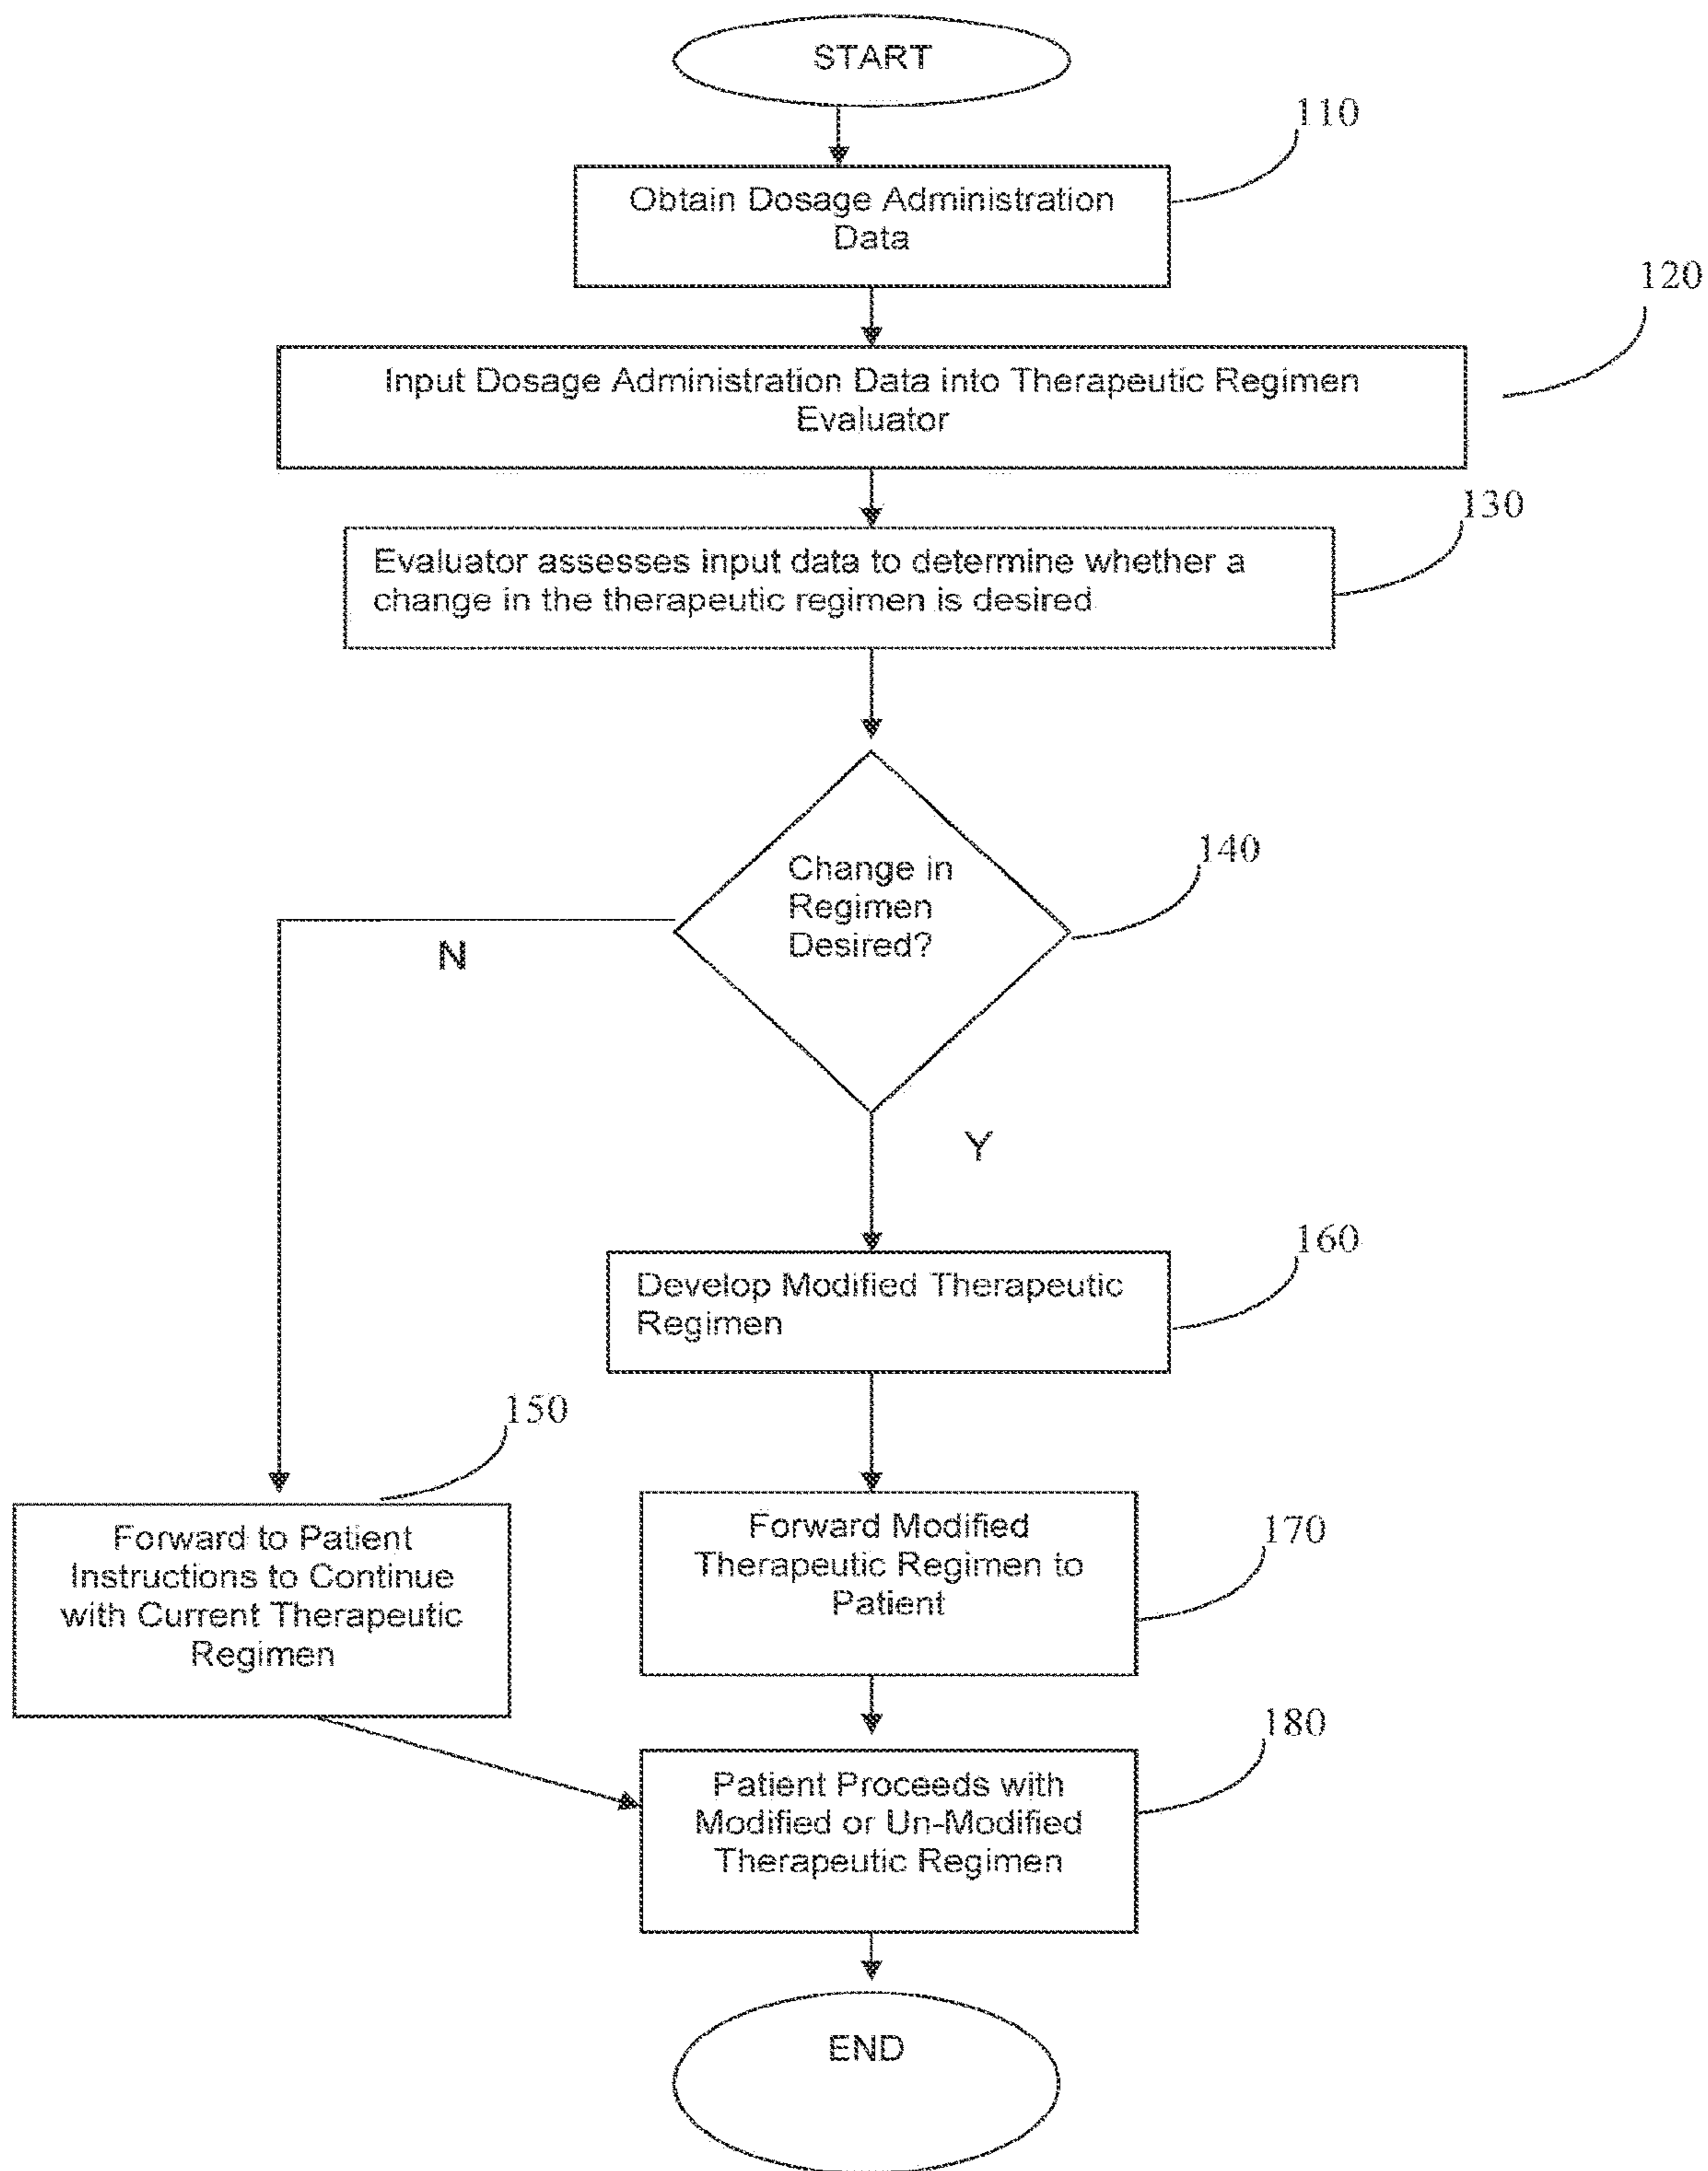 START
110
Obtain Dosage Administration
Data
120
Input Dosage Administration Data into Therapeutic Regimen
Evaluator
130
Evaluator assesses input data to determine whether a
change in the therapeutic regimen is desired
140
Change in
Regimen
Desired?
N
Y
160
Develop Modified Therapeutic
Regimen
150
Forward to Patient
Instructions to Continue
with Current Therapeutic
Regimen
170
Forward Modified
Therapeutic Regimen to
Patient
180
Patient Proceeds with
Modified or Un-Modified
Therapeutic Regimen
END